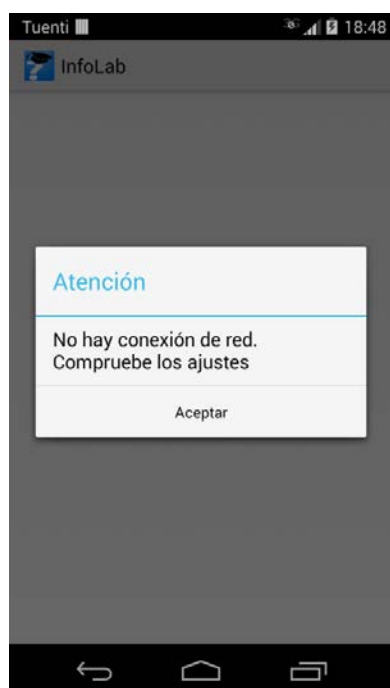 Tuenti 18:48
InfoLab
Atención
No hay conexión de red.
Compruebe los ajustes
Aceptar